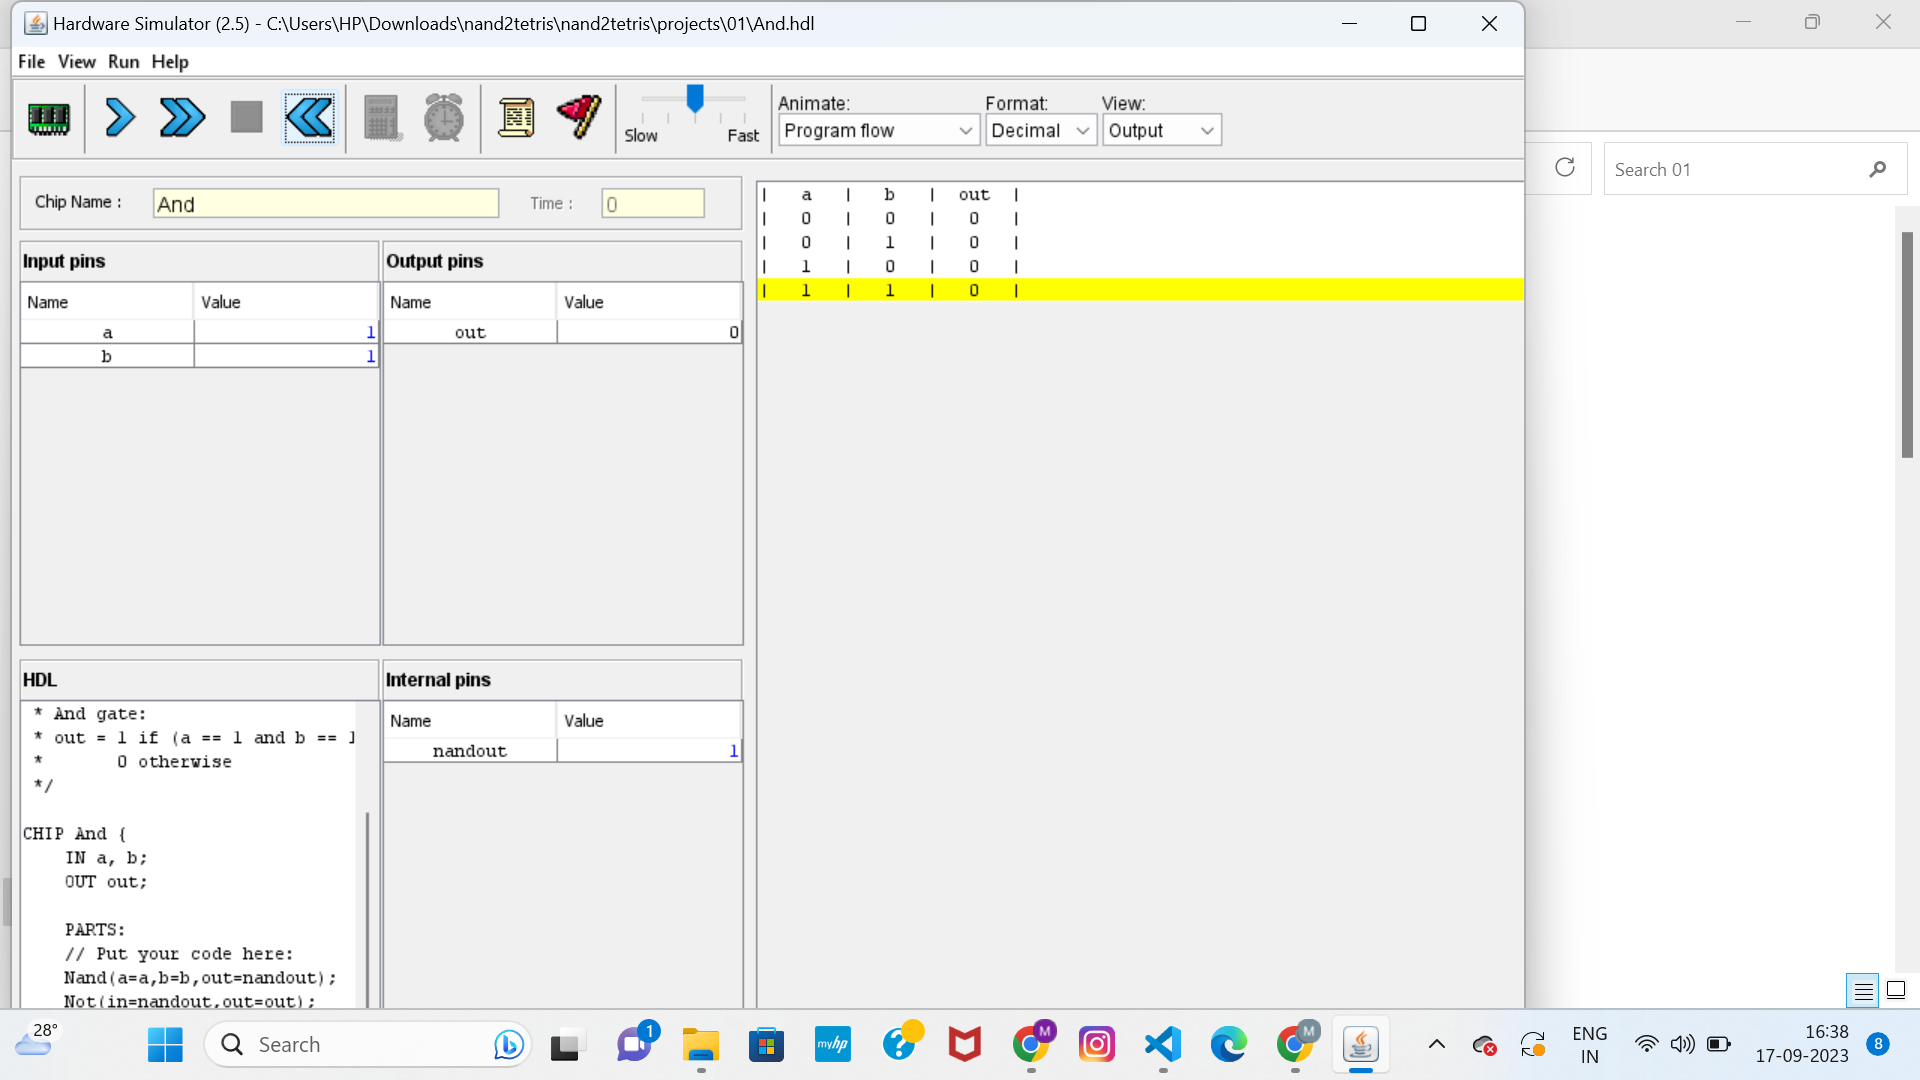 Hardware Simulator (2.5) - C:\Users\HP\Downloads\nand2tetris\nand2tetris\projects\01\And.hdl
File View Run Help
Slow Fast
Animate: Format: View:
Program flow Decimal Output
Search 01
Chip Name : And Time : 0
Input pins Output pins
Name Value Name Value
a 1 out 0
b 1
| a | b | out |
| 0 | 0 | 0 |
| 0 | 1 | 0 |
| 1 | 0 | 0 |
| 1 | 1 | 0 |
HDL
* And gate:
* out = 1 if (a == 1 and b == 1
* 0 otherwise
*/
CHIP And {
IN a, b;
OUT out;
PARTS:
// Put your code here:
Nand(a=a,b=b,out=nandout);
Not(in=nandout,out=out);
Internal pins
Name Value
nandout 1
28°
Search
1
myhp
M
M
ENG
IN
16:38
17-09-2023
8